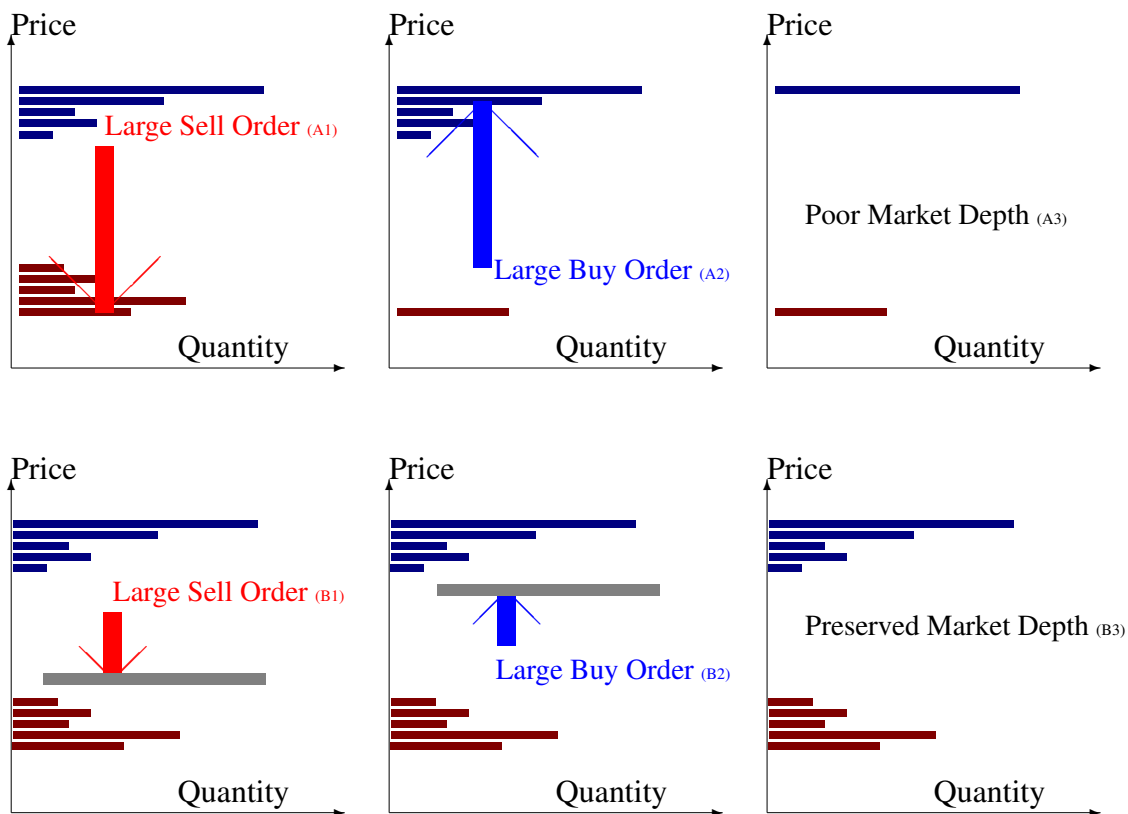 Price
Large Sell Order (A1)
Quantity
Price
Large Buy Order (A2)
Quantity
Price
Poor Market Depth (A3)
Quantity
Price
Large Sell Order (B1)
Quantity
Price
Large Buy Order (B2)
Quantity
Price
Preserved Market Depth (B3)
Quantity